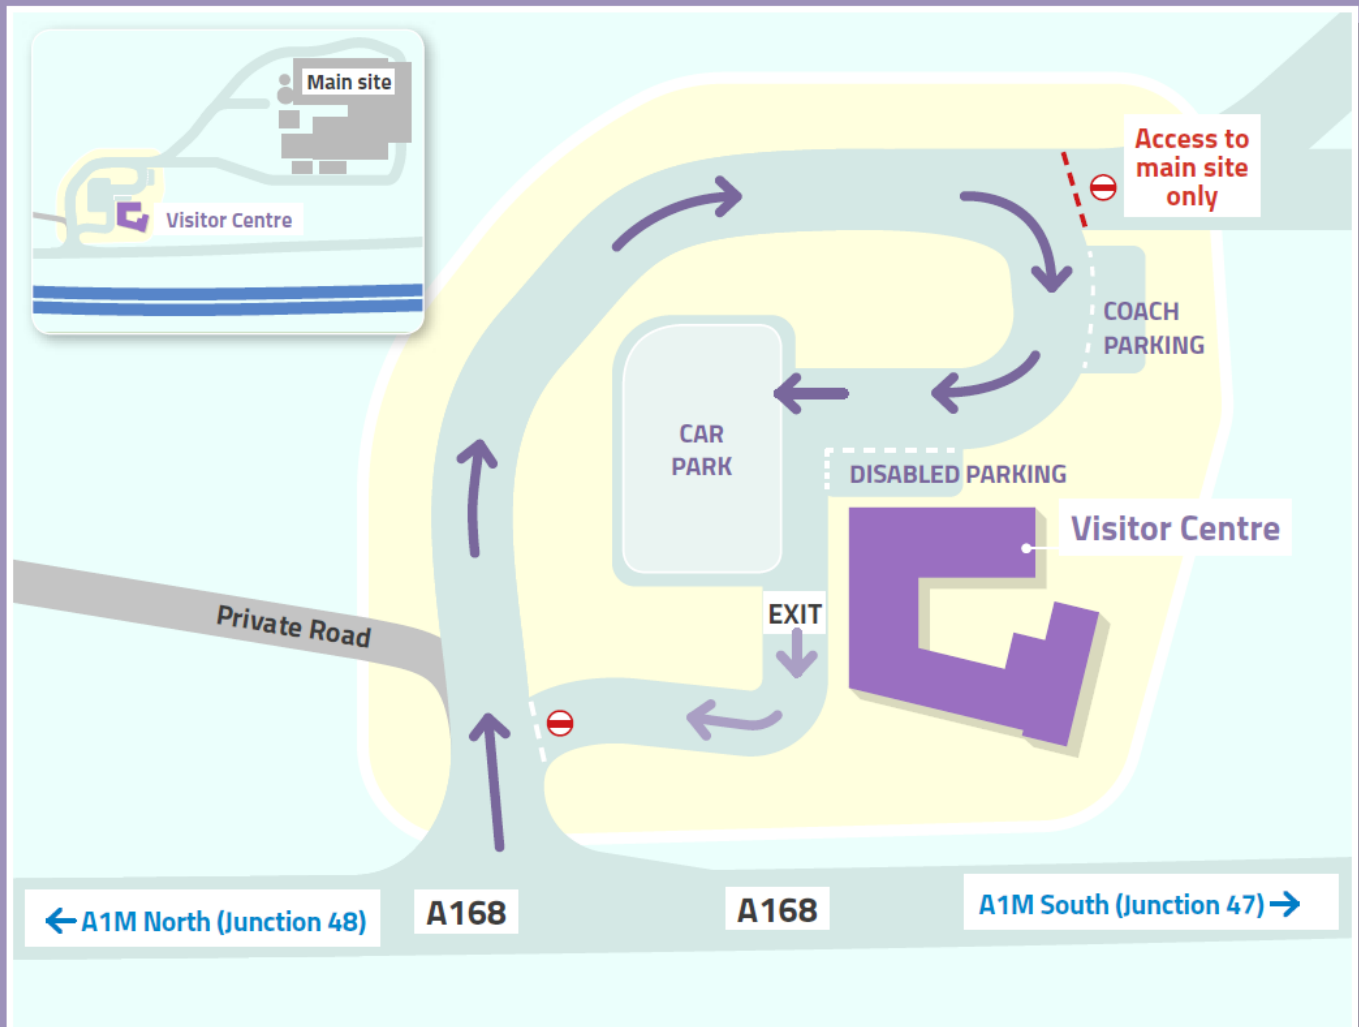 Main site
Visitor Centre
Access to
main site
only
COACH
PARKING
CAR
PARK
DISABLED PARKING
Visitor Centre
EXIT
Private Road
←A1M North (Junction 48)
A168
A168
A1M South (Junction 47)→